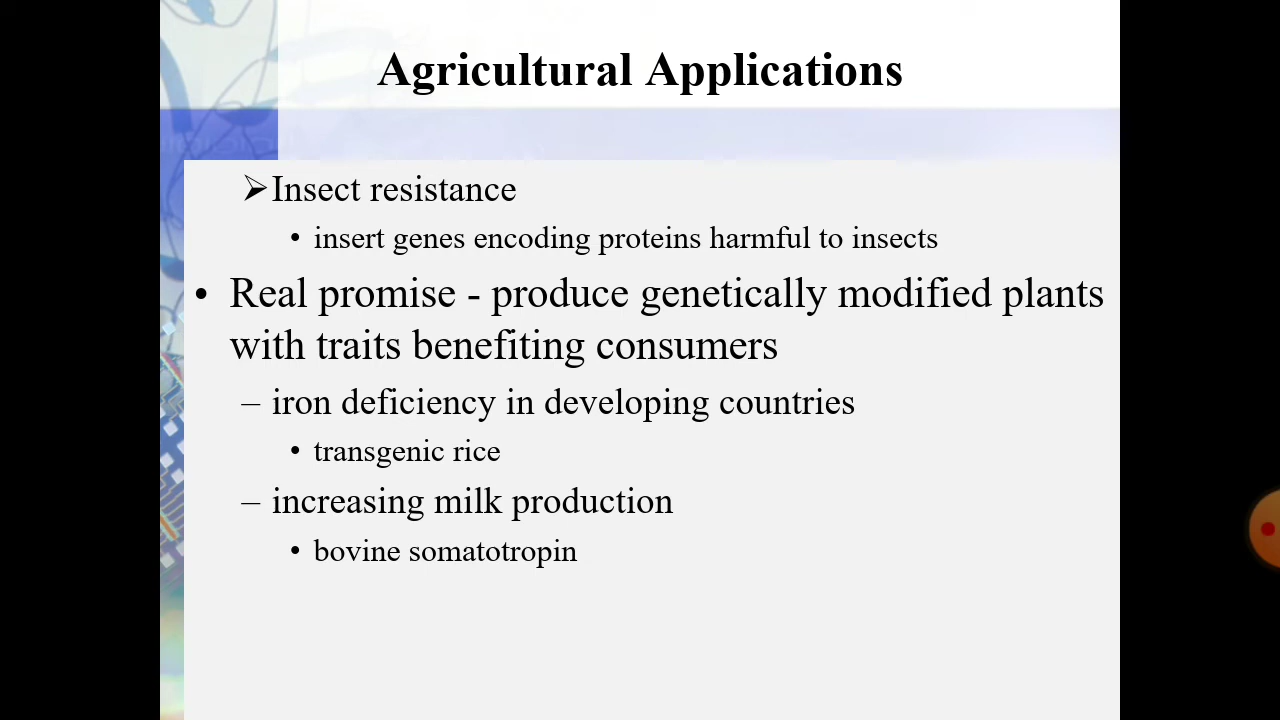 Agricultural Applications
➢Insect resistance
• insert genes encoding proteins harmful to insects
• Real promise - produce genetically modified plants
with traits benefiting consumers
– iron deficiency in developing countries
• transgenic rice
– increasing milk production
• bovine somatotropin